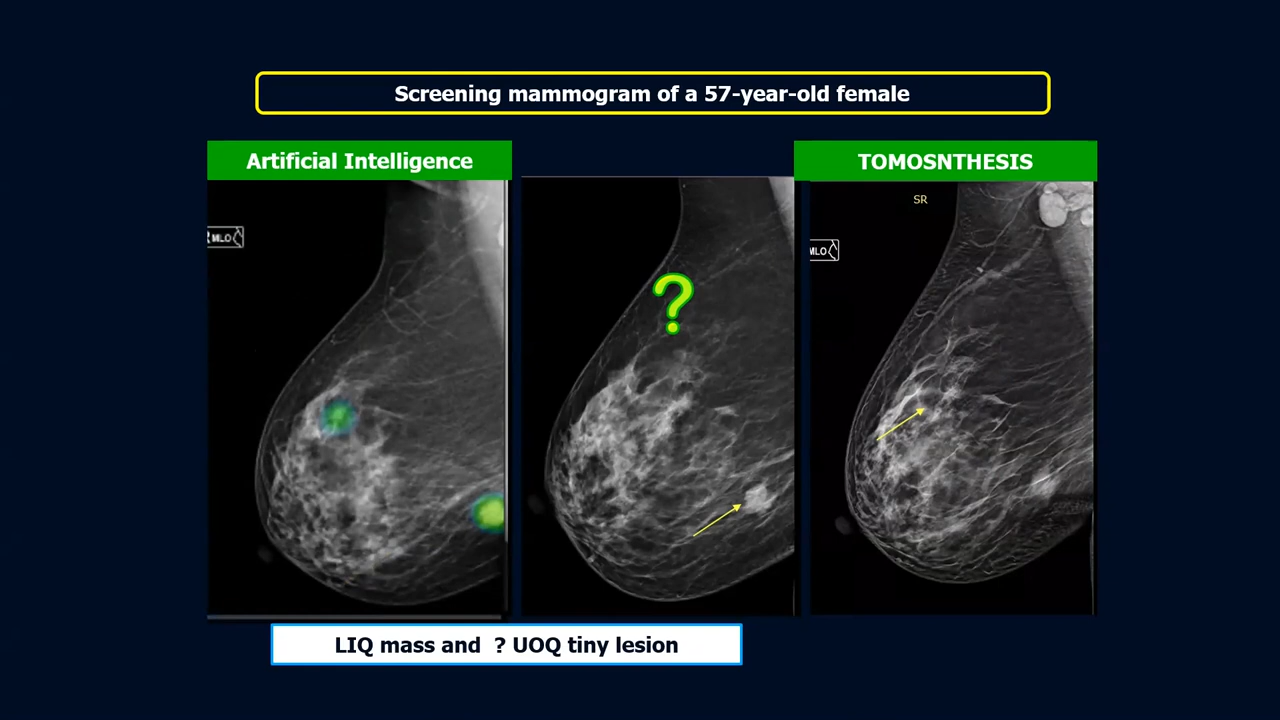 Screening mammogram of a 57-year-old female
Artificial Intelligence
TOMOSNTHESIS
R MLO
?
SR
MLO
LIQ mass and ? UOQ tiny lesion